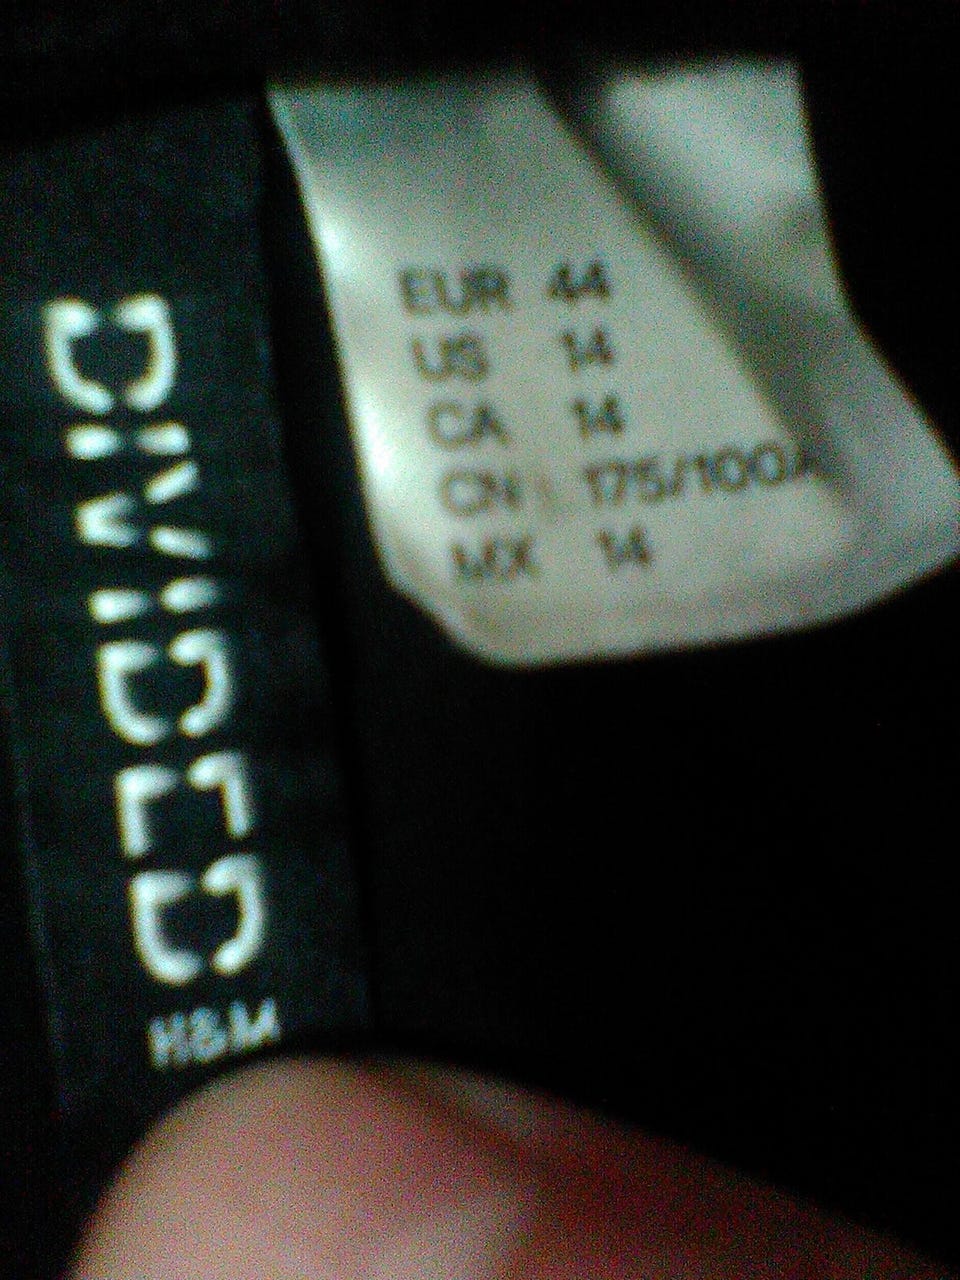 DIVIDED
H&M
EUR 44
US 14
CA 14
CN 175/100A
MX 14